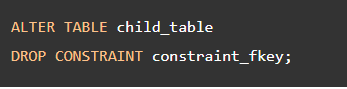 ALTER TABLE child_table
DROP CONSTRAINT constraint_fkey;